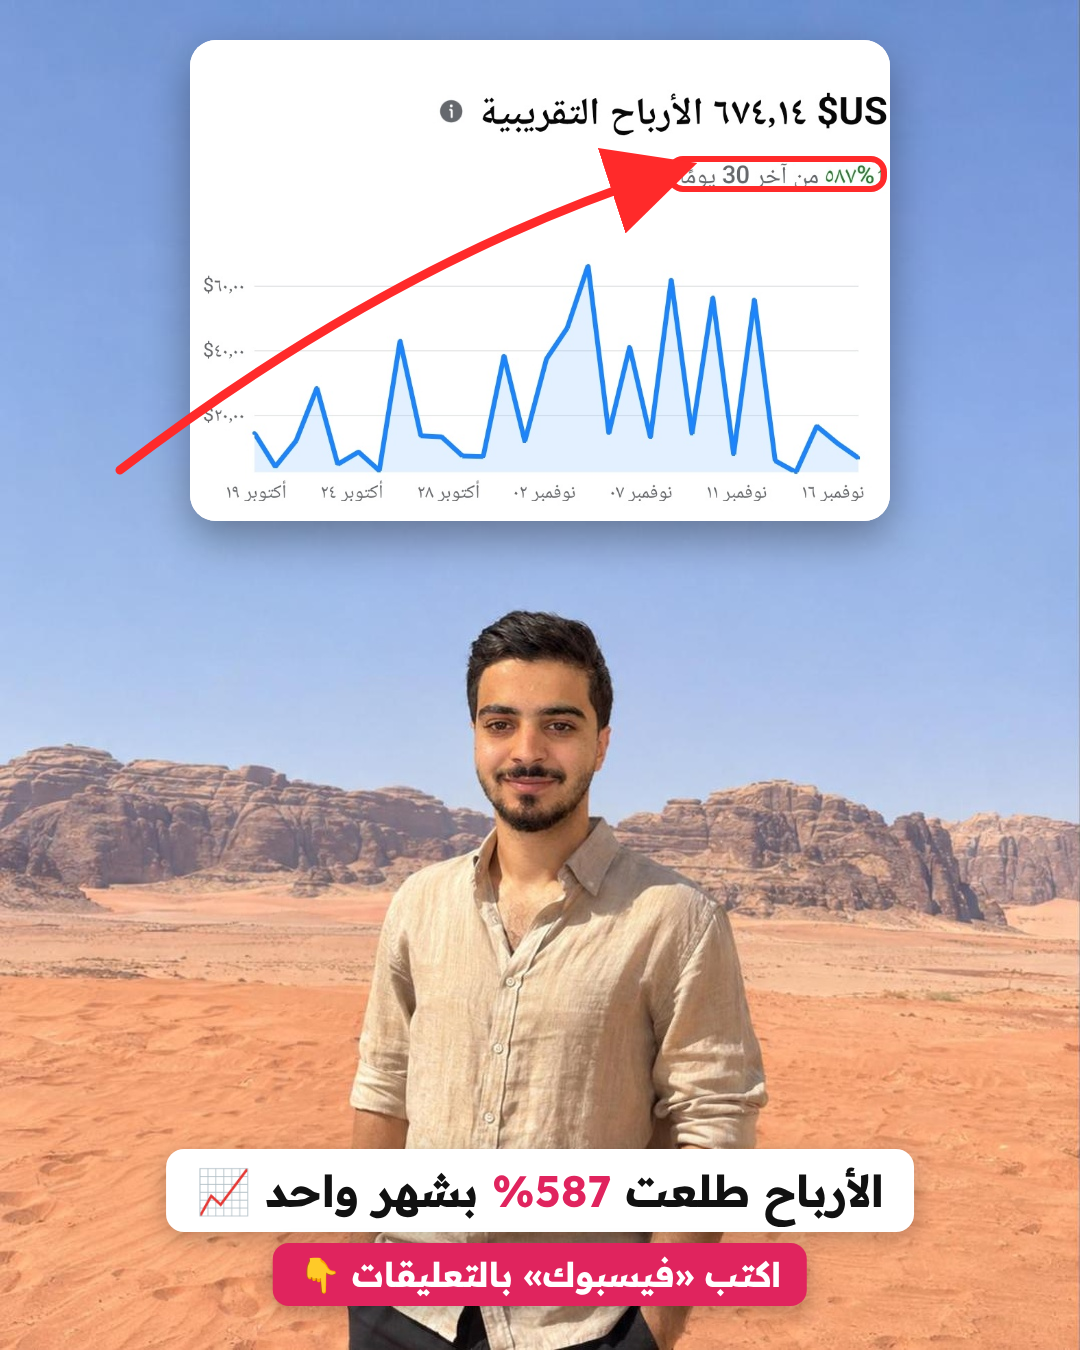 US$ ٦٧٤,١٤ الأرباح التقريبية
٥٨٧% من آخر 30 يومًا
$٦٠,٠٠
$٤٠,٠٠
$٢٠,٠٠
أكتوبر ١٩ أكتوبر ٢٤ أكتوبر ٢٨ نوفمبر ٠٢ نوفمبر ٠٧ نوفمبر ١١ نوفمبر ١٦
الأرباح طلعت 587% بشهر واحد 📈
اكتب «فيسبوك» بالتعليقات 👇